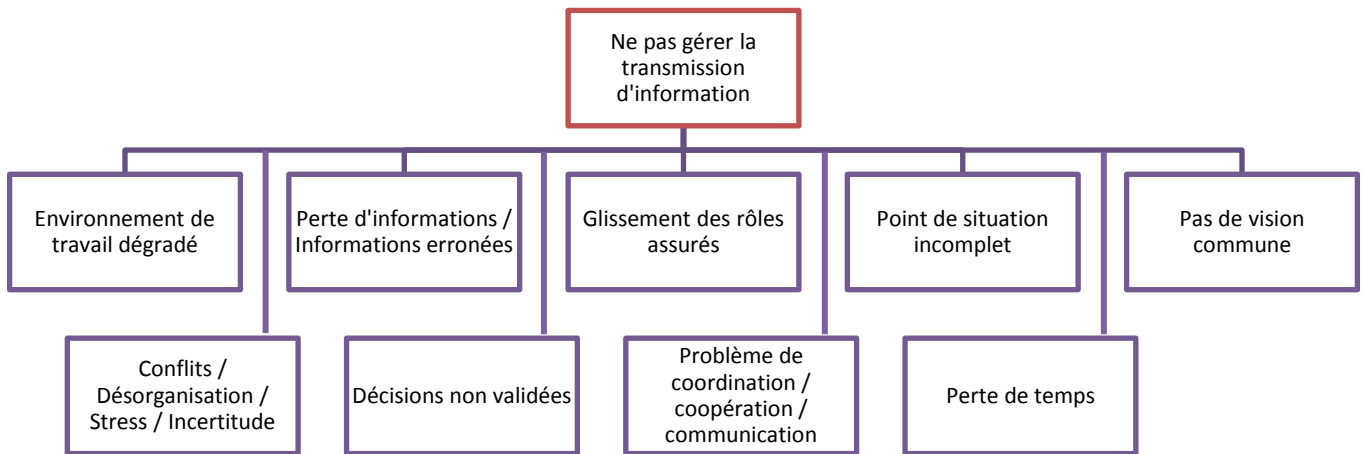 Ne pas gérer la
transmission
d'information
Environnement de
travail dégradé
Perte d'informations /
Informations erronées
Glissement des rôles
assurés
Point de situation
incomplet
Pas de vision
commune
Conflits /
Désorganisation /
Stress / Incertitude
Décisions non validées
Problème de
coordination /
coopération /
communication
Perte de temps